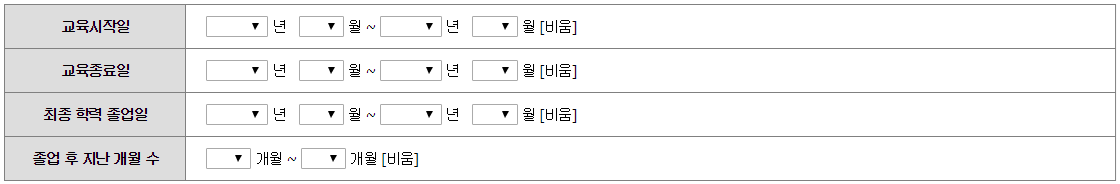 교육시작일 년 월 ~ 년 월 [비움]
교육종료일 년 월 ~ 년 월 [비움]
최종 학력 졸업일 년 월 ~ 년 월 [비움]
졸업 후 지난 개월 수 개월 ~ 개월 [비움]